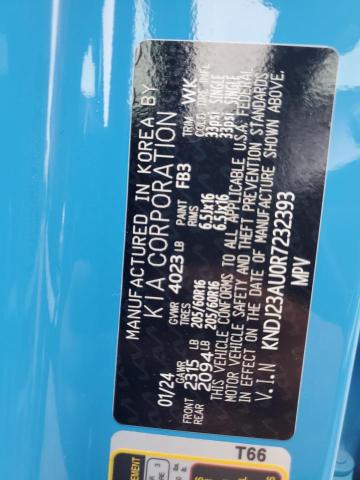 MANUFACTURED IN KOREA BY
KIA CORPORATION
01/24 GVWR 4023 LB PAINT FB3 TRIM WK
GAWR TIRES RIMS COLD TIRE INFL
FRONT 2315 LB 205/60R16 6.5Jx16 33psi SINGLE
REAR 2094 LB 205/60R16 6.5Jx16 33psi SINGLE
THIS VEHICLE CONFORMS TO ALL APPLICABLE U.S.A. FEDERAL
MOTOR VEHICLE SAFETY AND THEFT PREVENTION STANDARDS
IN EFFECT ON THE DATE OF MANUFACTURE SHOWN ABOVE.
V.I.N KNDJ23AU0R7232393
MPV
T66